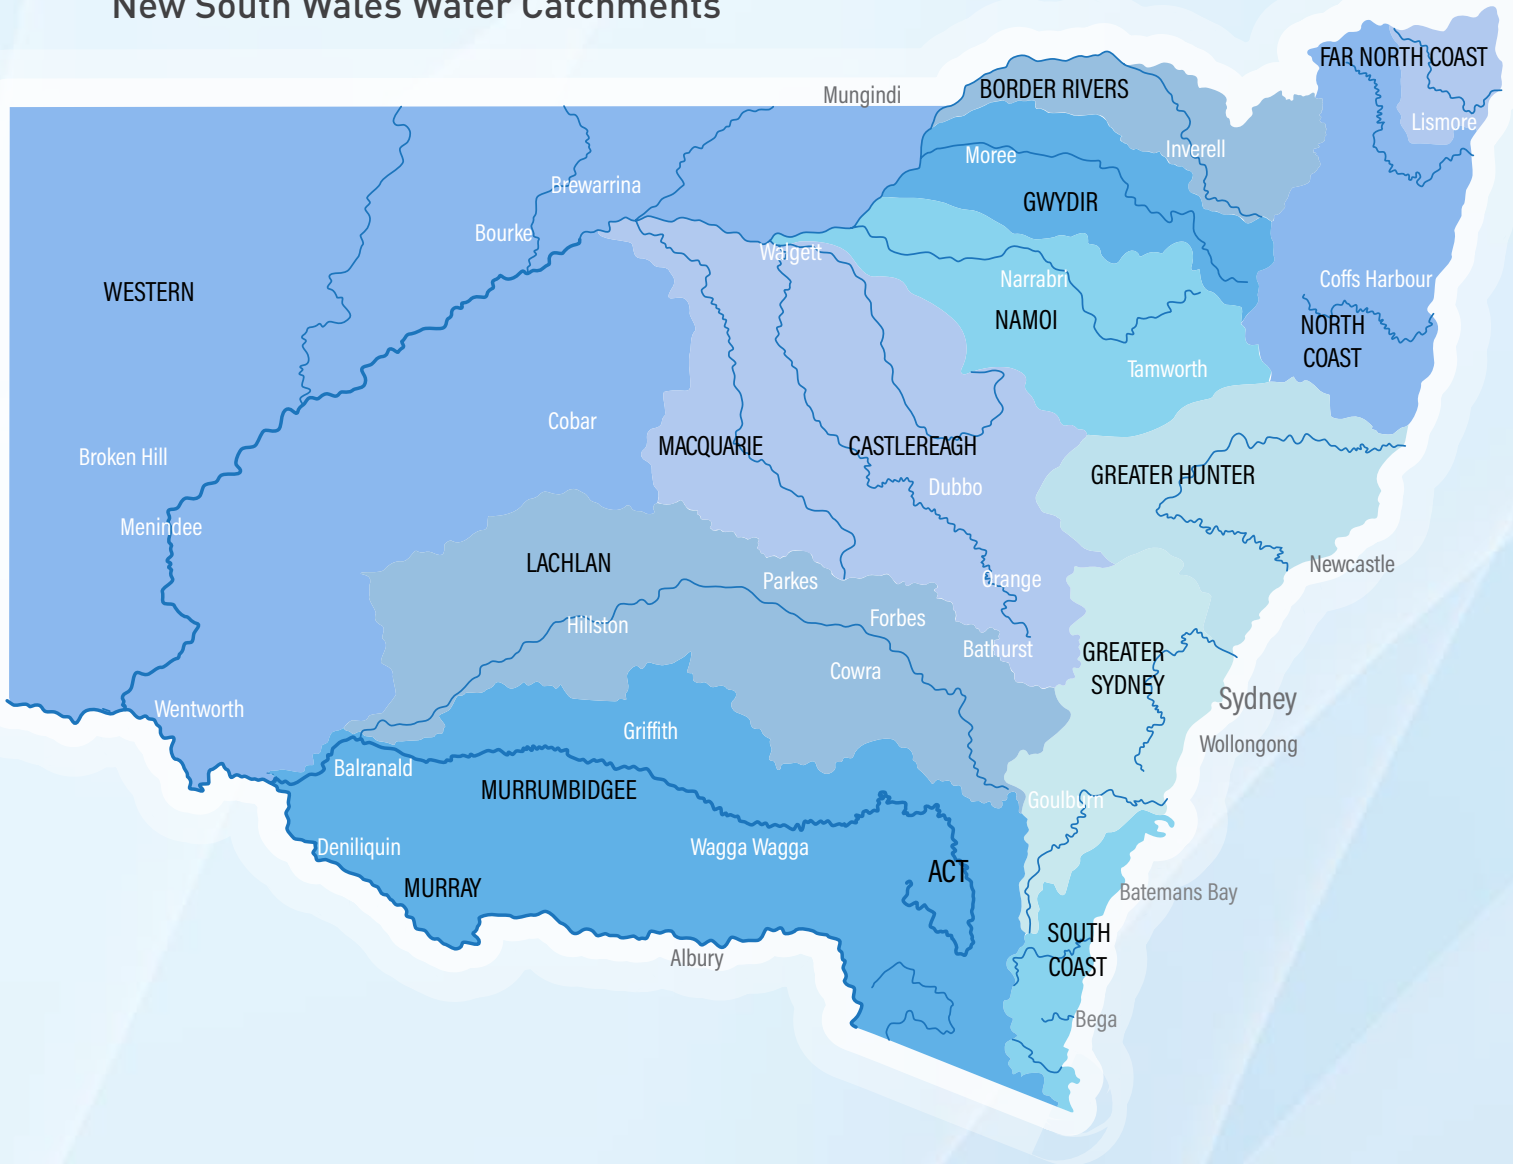 New South Wales Water Catchments
FAR NORTH COAST
BORDER RIVERS
Mungindi
Lismore
Inverell
Moree
Brewarrina
GWYDIR
Bourke
Walgett
Narrabri
Coffs Harbour
WESTERN
NAMOI
NORTH
COAST
Tamworth
Cobar
MACQUARIE
CASTLEREAGH
Broken Hill
GREATER HUNTER
Dubbo
Menindee
LACHLAN
Newcastle
Parkes
Orange
Forbes
Hillston
Bathurst
GREATER
SYDNEY
Cowra
Sydney
Wentworth
Griffith
Wollongong
Balranald
MURRUMBIDGEE
Goulburn
Deniliquin
Wagga Wagga
ACT
MURRAY
Batemans Bay
SOUTH
COAST
Albury
Bega